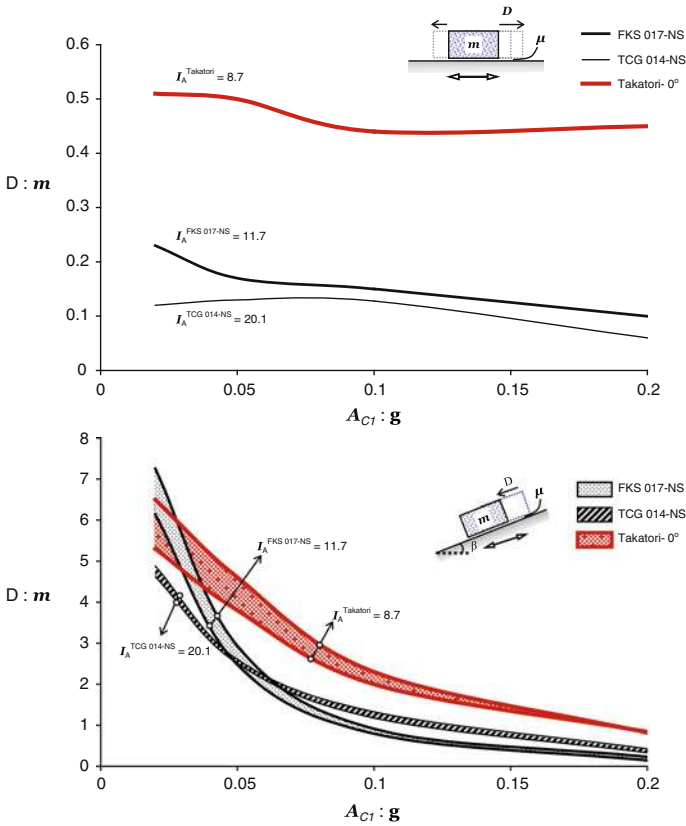 D
m
μ
FKS 017-NS
TCG 014-NS
Takatori- 0°
0.6
0.5
0.4
0.3
0.2
0.1
0
D : m
I_A^Takatori = 8.7
I_A^FKS 017-NS = 11.7
I_A^TCG 014-NS = 20.1
0 0.05 0.1 0.15 0.2
A_C1 : g
8
7
6
5
4
3
2
1
0
D : m
D
m
μ
β
FKS 017-NS
TCG 014-NS
Takatori- 0°
I_A^FKS 017-NS = 11.7
I_A^Takatori = 8.7
I_A^TCG 014-NS = 20.1
0 0.05 0.1 0.15 0.2
A_C1 : g